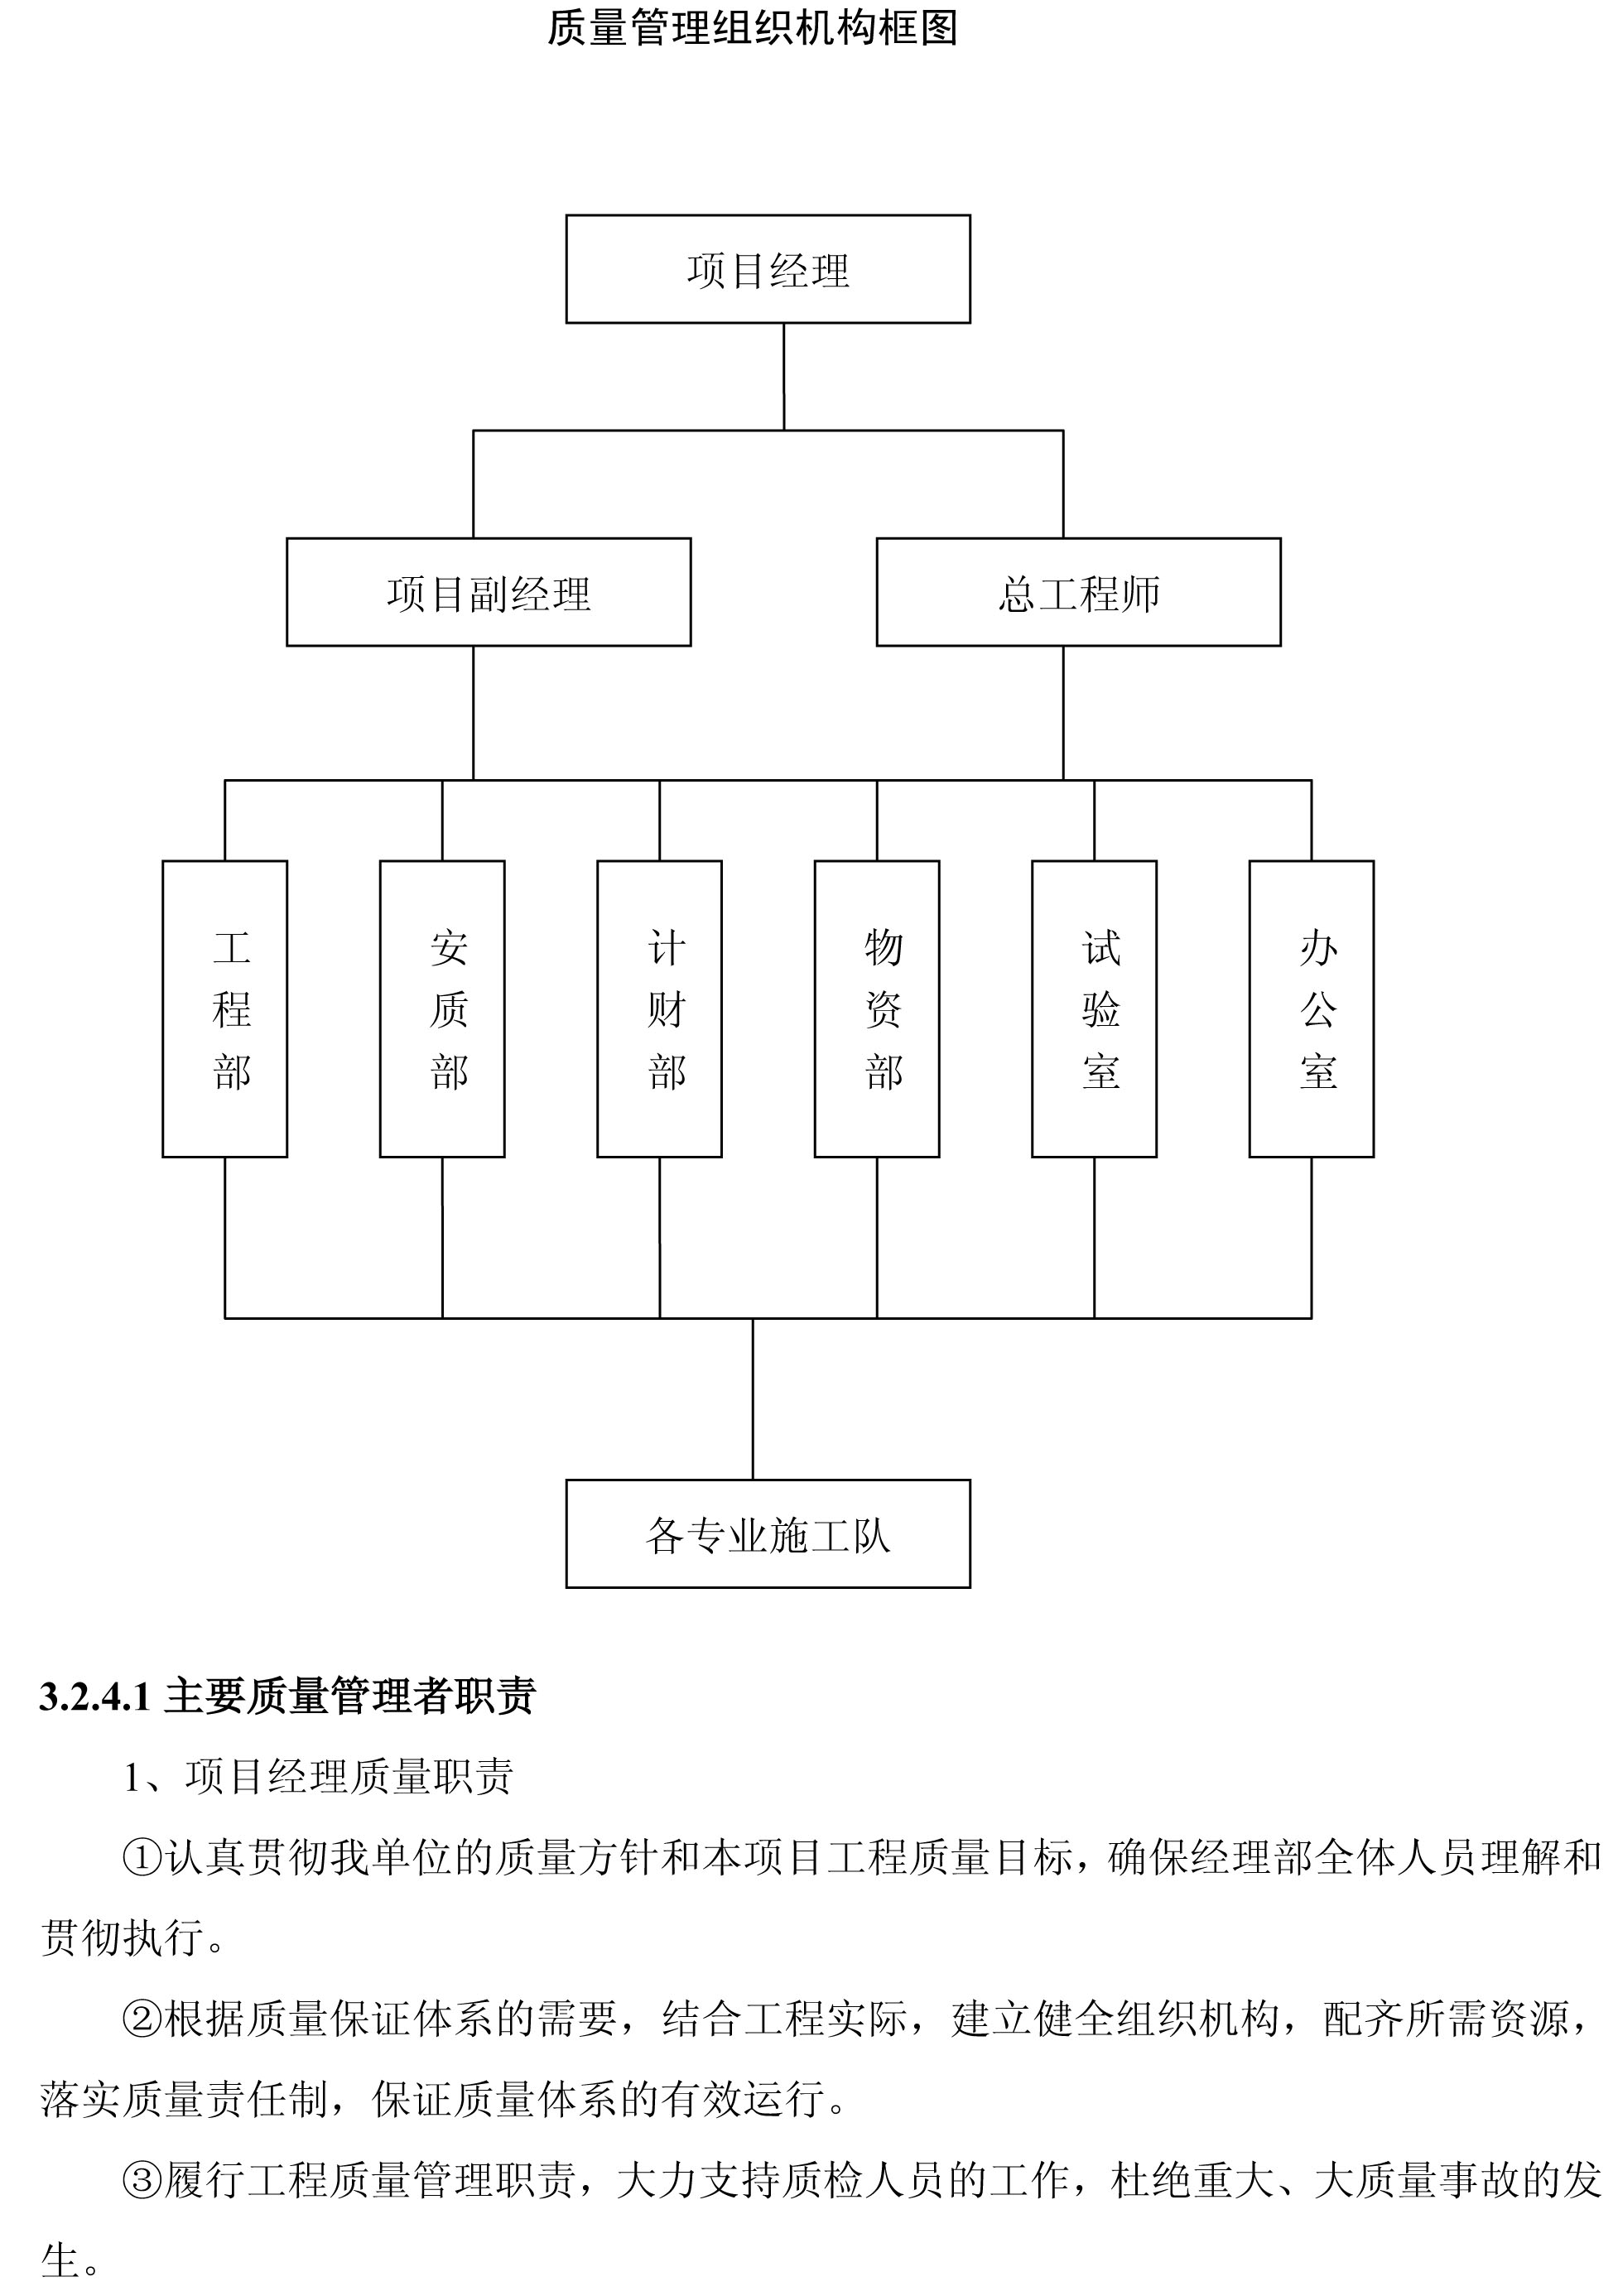 质量管理组织机构框图
项目经理
项目副经理
总工程师
工程部
安质部
计财部
物资部
试验室
办公室
各专业施工队
3.2.4.1 主要质量管理者职责
1、项目经理质量职责
①认真贯彻我单位的质量方针和本项目工程质量目标，确保经理部全体人员理解和
贯彻执行。
②根据质量保证体系的需要，结合工程实际，建立健全组织机构，配齐所需资源，
落实质量责任制，保证质量体系的有效运行。
③履行工程质量管理职责，大力支持质检人员的工作，杜绝重大、大质量事故的发
生。